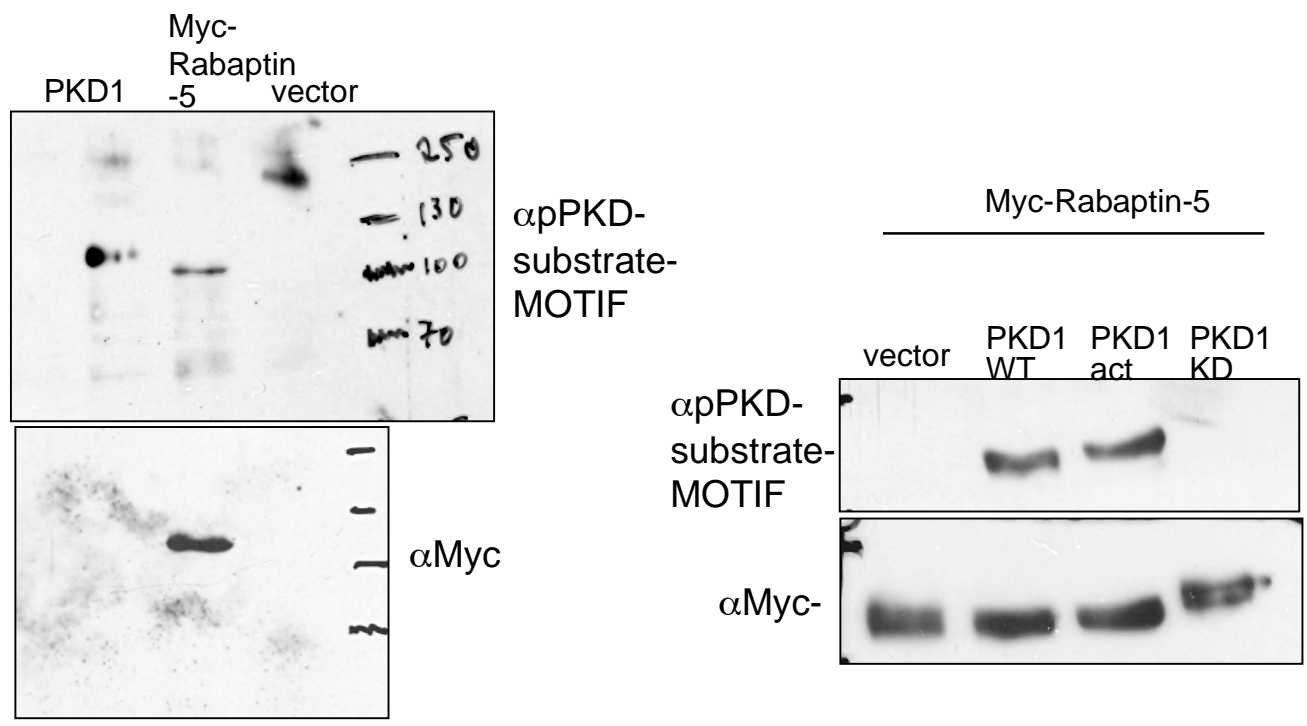 Myc-
Rabaptin
PKD1 -5 vector
250
130
100
70
αpPKD-
substrate-
MOTIF
αMyc
Myc-Rabaptin-5
vector PKD1 PKD1 PKD1
WT act KD
αpPKD-
substrate-
MOTIF
αMyc-